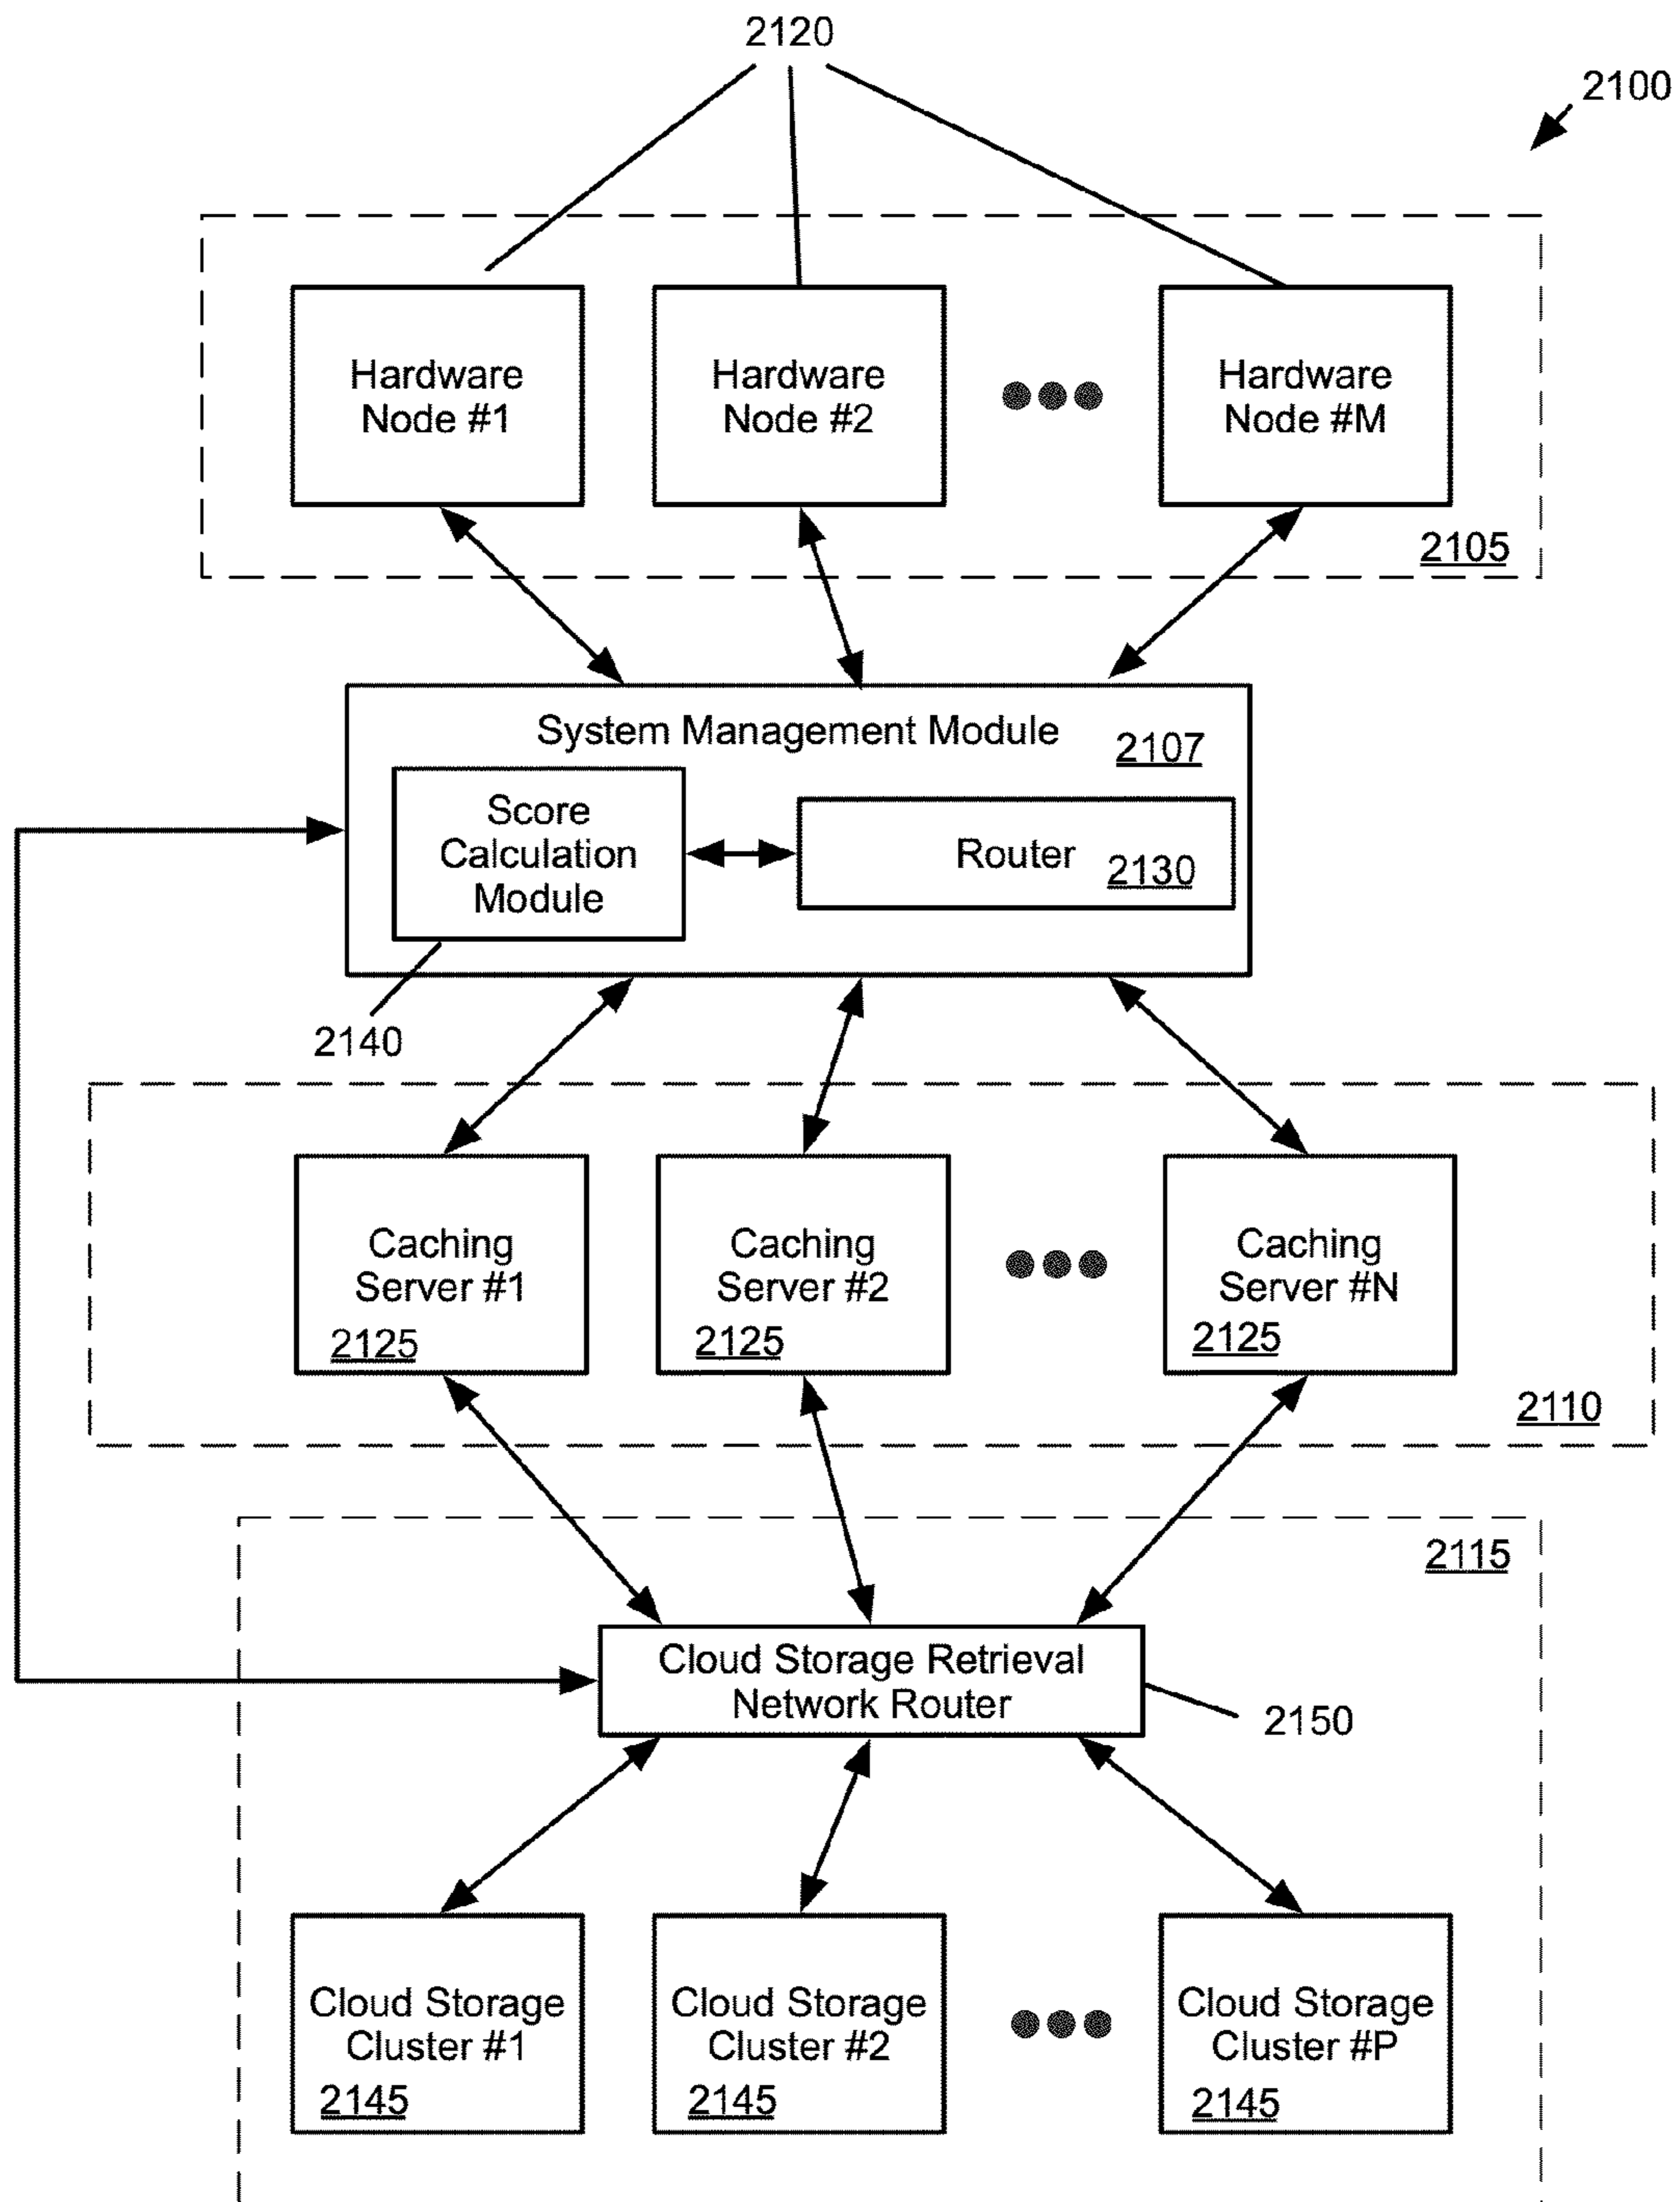 2120
2100
Hardware
Node #1
Hardware
Node #2
Hardware
Node #M
2105
System Management Module
2107
Score
Calculation
Module
Router
2130
2140
Caching
Server #1
2125
Caching
Server #2
2125
Caching
Server #N
2125
2110
2115
Cloud Storage Retrieval
Network Router
2150
Cloud Storage
Cluster #1
2145
Cloud Storage
Cluster #2
2145
Cloud Storage
Cluster #P
2145